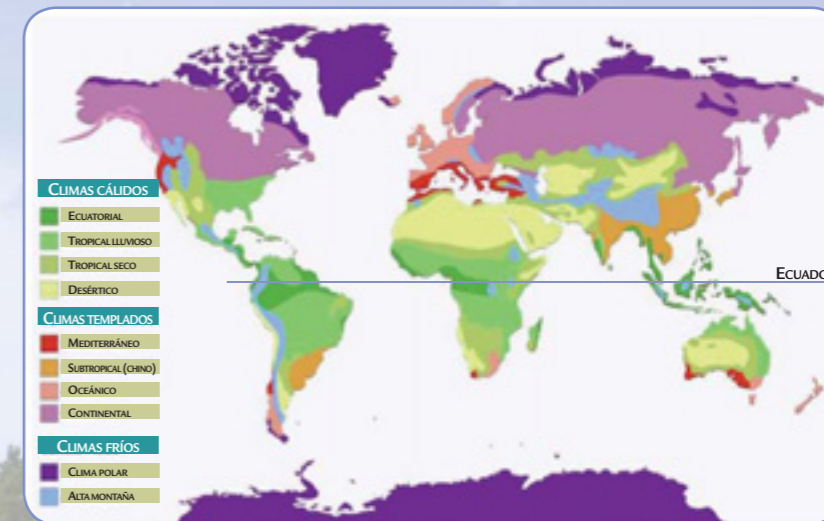 CLIMAS CÁLIDOS
ECUATORIAL
TROPICAL LLUVIOSO
TROPICAL SECO
DESÉRTICO
CLIMAS TEMPLADOS
MEDITERRÁNEO
SUBTROPICAL (CHINO)
OCEÁNICO
CONTINENTAL
CLIMAS FRÍOS
CLIMA POLAR
ALTA MONTAÑA
ECUADO